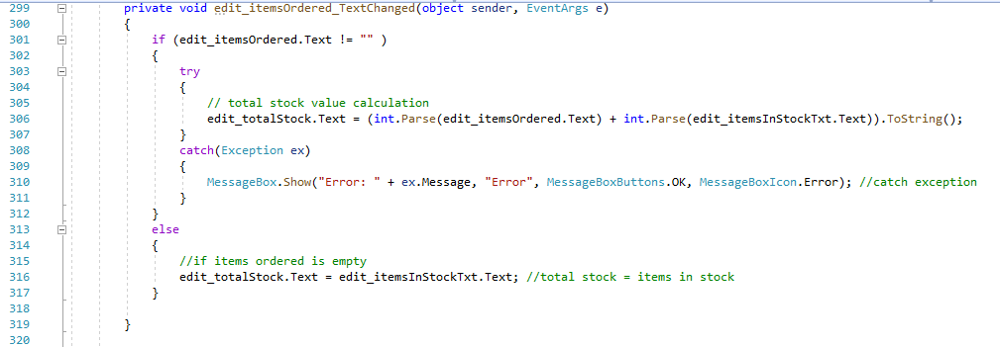 299 private void edit_itemsOrdered_TextChanged(object sender, EventArgs e)
300 {
301 if (edit_itemsOrdered.Text != "" )
302 {
303 try
304 {
305 // total stock value calculation
306 edit_totalStock.Text = (int.Parse(edit_itemsOrdered.Text) + int.Parse(edit_itemsInStockTxt.Text)).ToString();
307 }
308 catch(Exception ex)
309 {
310 MessageBox.Show("Error: " + ex.Message, "Error", MessageBoxButtons.OK, MessageBoxIcon.Error); //catch exception
311 }
312 }
313 else
314 {
315 //if items ordered is empty
316 edit_totalStock.Text = edit_itemsInStockTxt.Text; //total stock = items in stock
317 }
318
319 }
320